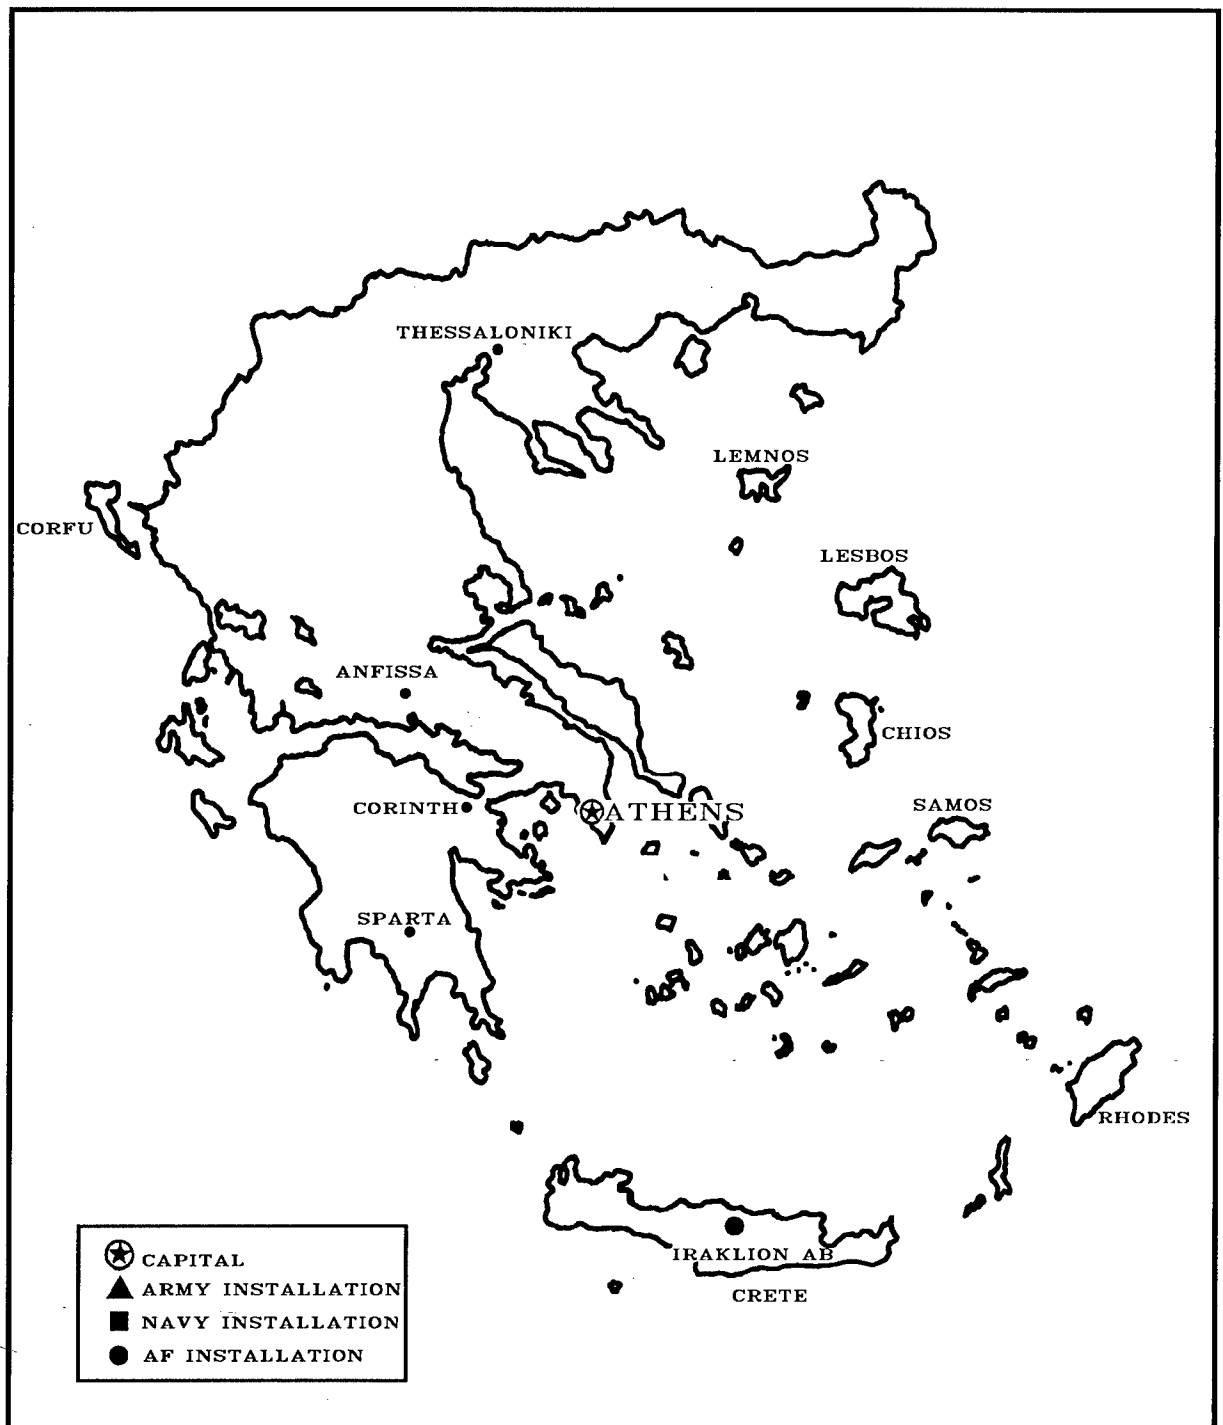 THESSALONIKI
LEMNOS
CORFU
LESBOS
ANFISSA
CHIOS
CORINTH
ATHENS
SAMOS
SPARTA
RHODES
IRAKLION AB
CRETE
CAPITAL
ARMY INSTALLATION
NAVY INSTALLATION
AF INSTALLATION